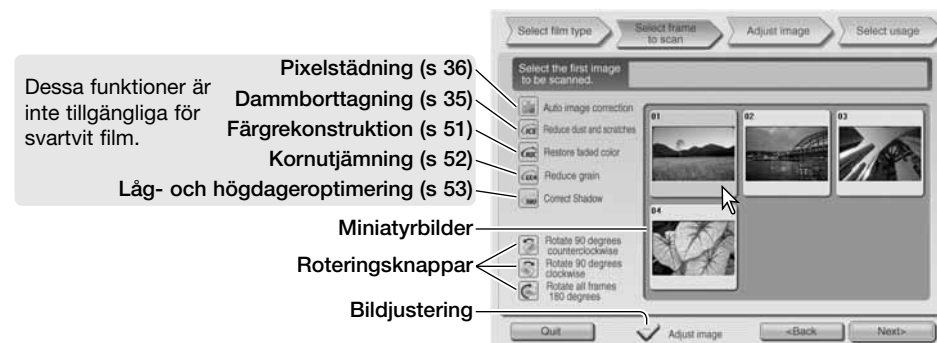 Dessa funktioner är
inte tillgängliga för
svartvit film.
Pixelstädning (s 36)
Dammborttagning (s 35)
Färgrekonstruktion (s 51)
Kornutjämning (s 52)
Låg- och högdageroptimering (s 53)
Miniatyrbilder
Roteringsknappar
Bildjustering
Select film type
Select frame
to scan
Adjust image
Select usage
Select the first image
to be scanned.
Auto image correction
Reduce dust and scratches
Restore faded color
Reduce grain
Correct Shadow
Rotate 90 degrees
counterclockwise
Rotate 90 degrees
clockwise
Rotate all frames
180 degrees
01
02
03
04
Quit
Adjust image
<Back
Next>